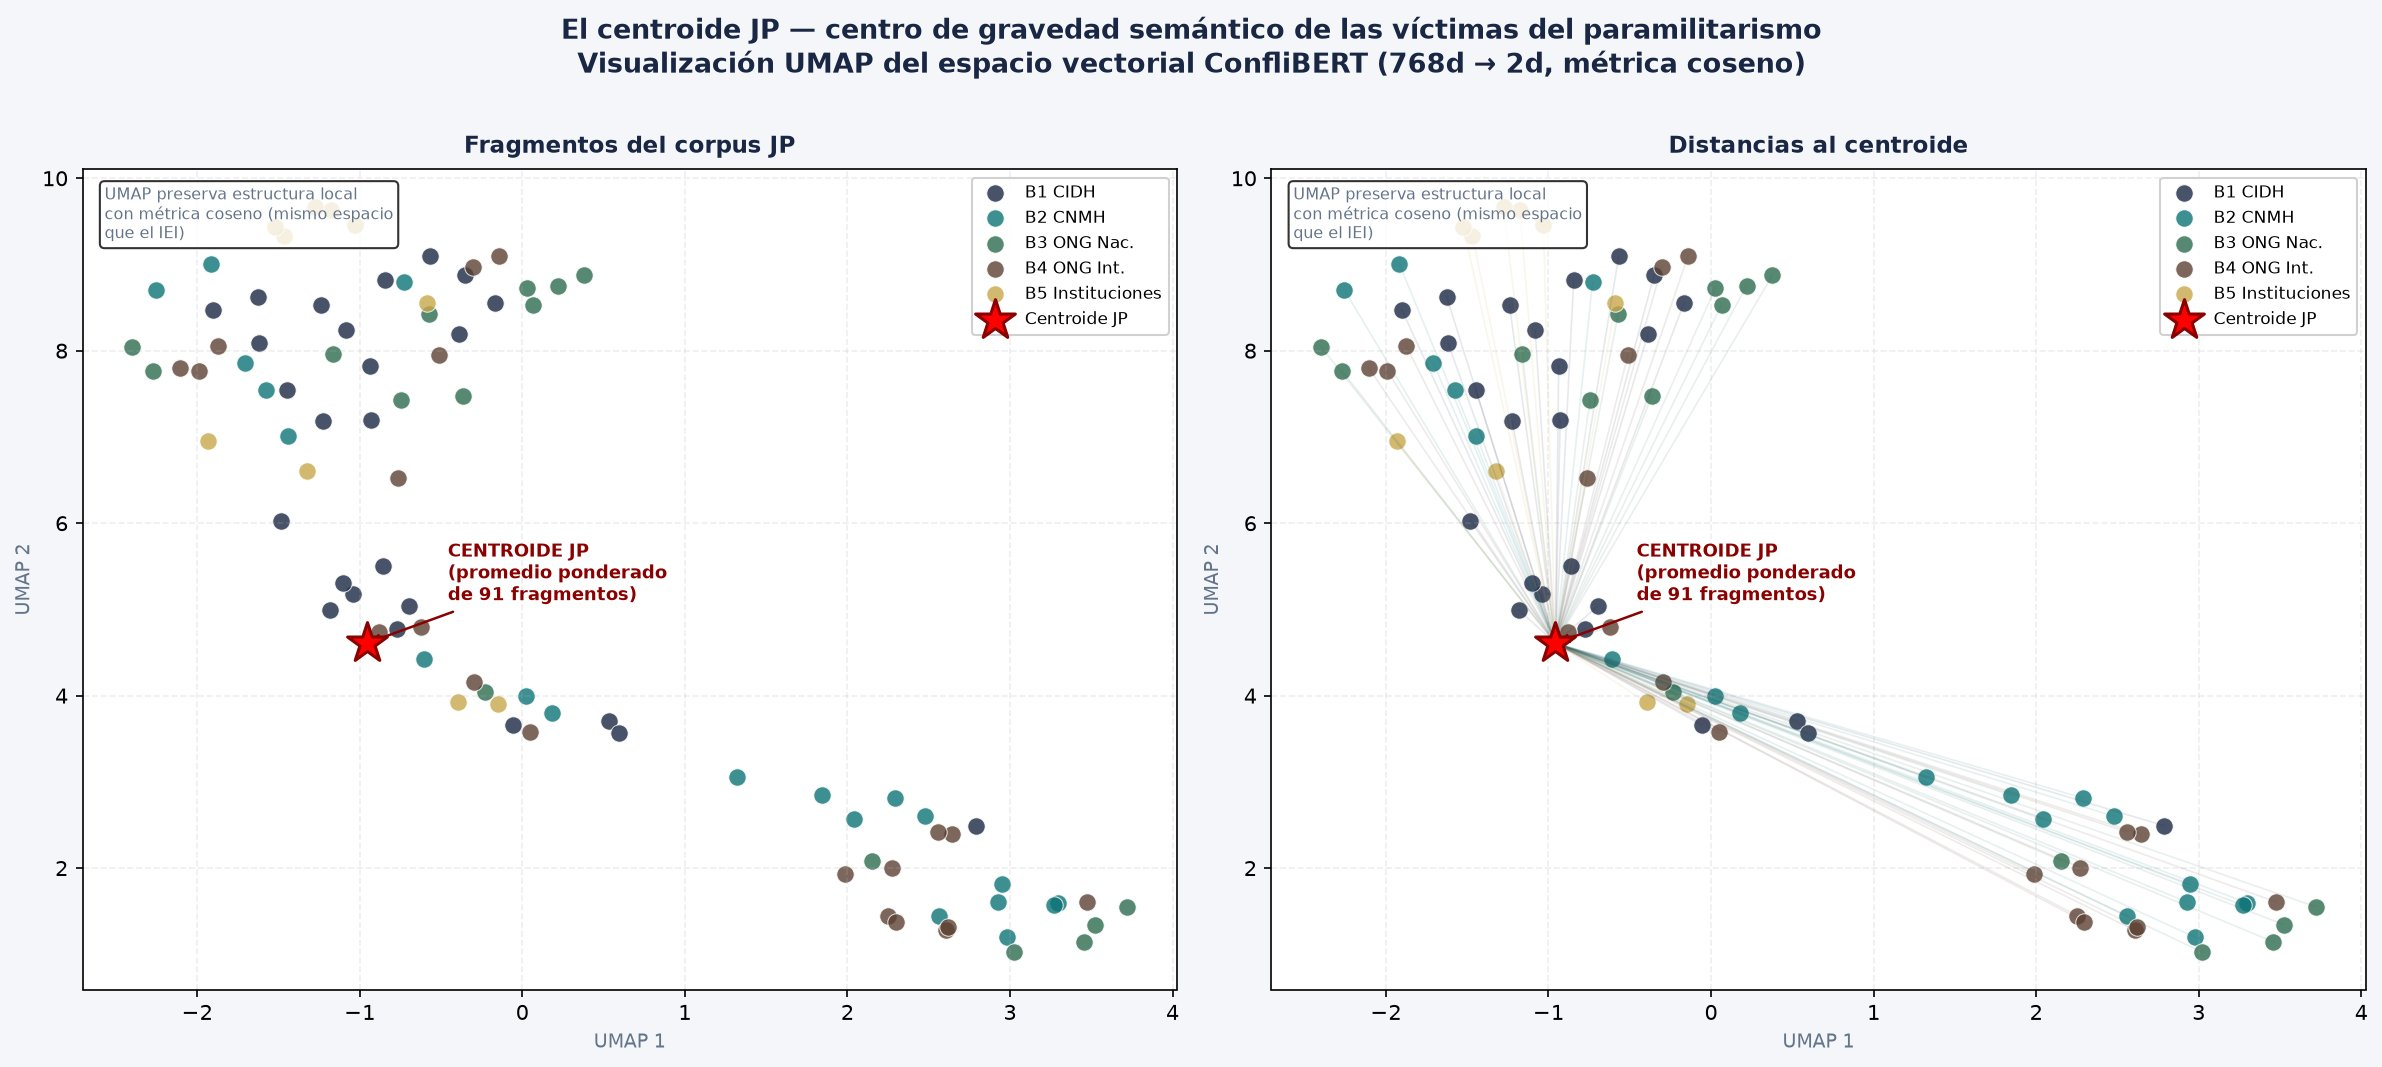 El centroide JP — centro de gravedad semántico de las víctimas del paramilitarismo
Visualización UMAP del espacio vectorial ConfliBERT (768d → 2d, métrica coseno)
Fragmentos del corpus JP
UMAP preserva estructura local
con métrica coseno (mismo espacio
que el IEI)
B1 CIDH
B2 CNMH
B3 ONG Nac.
B4 ONG Int.
B5 Instituciones
Centroide JP
CENTROIDE JP
(promedio ponderado
de 91 fragmentos)
10
8
6
4
2
UMAP 2
−2
−1
0
1
2
3
4
UMAP 1
Distancias al centroide
UMAP preserva estructura local
con métrica coseno (mismo espacio
que el IEI)
B1 CIDH
B2 CNMH
B3 ONG Nac.
B4 ONG Int.
B5 Instituciones
Centroide JP
CENTROIDE JP
(promedio ponderado
de 91 fragmentos)
10
8
6
4
2
UMAP 2
−2
−1
0
1
2
3
4
UMAP 1